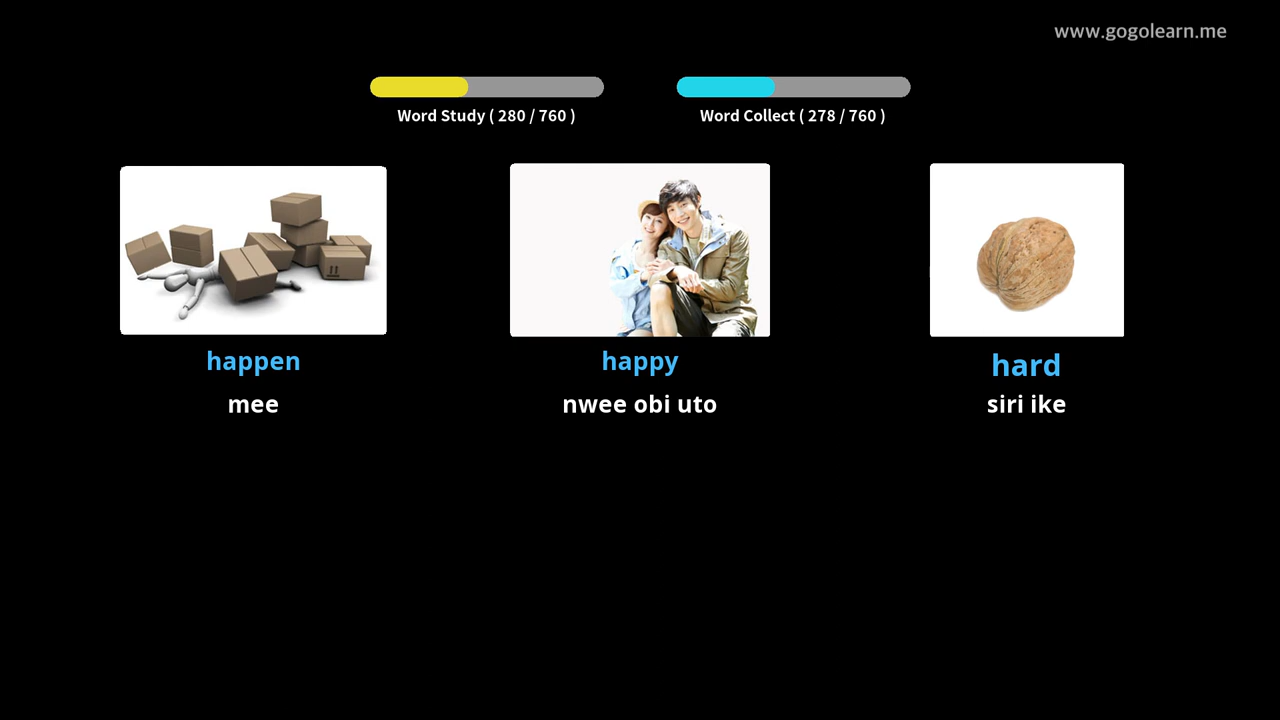 www.gogolearn.me
Word Study ( 280 / 760 )
Word Collect ( 278 / 760 )
happen
happy
hard
mee
nwee obi uto
siri ike